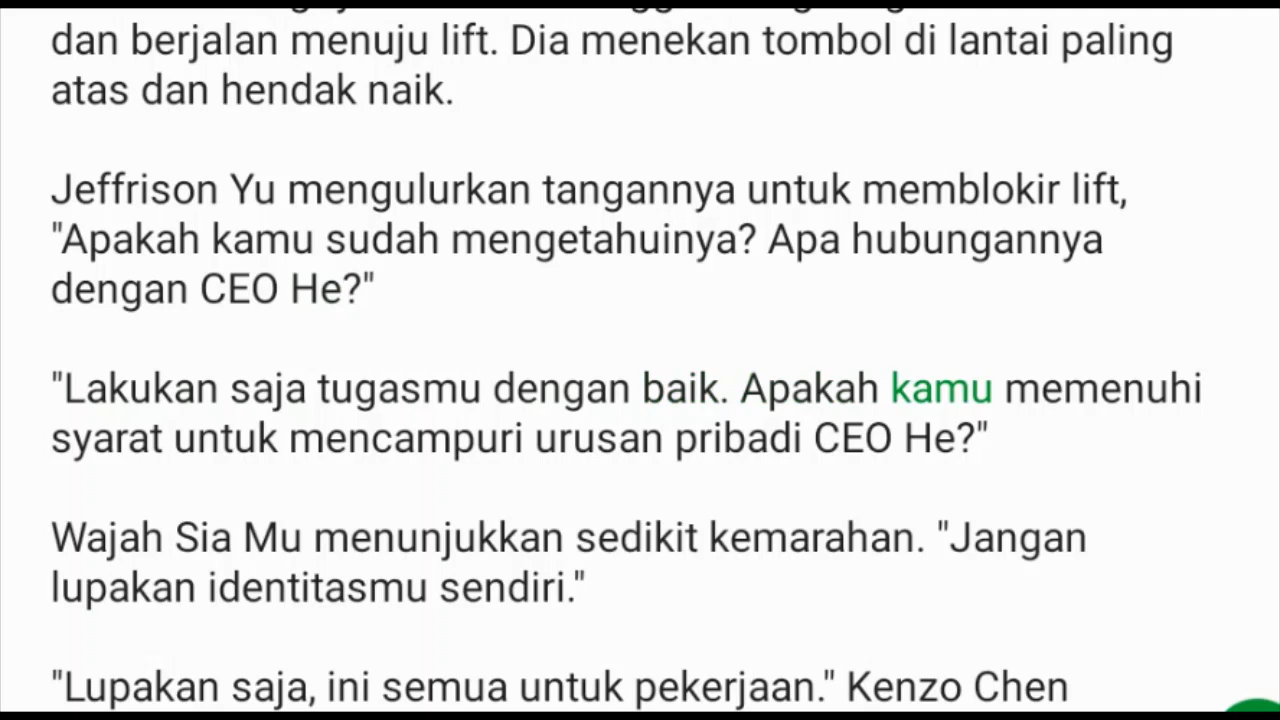 dan berjalan menuju lift. Dia menekan tombol di lantai paling
atas dan hendak naik.
Jeffrison Yu mengulurkan tangannya untuk memblokir lift,
"Apakah kamu sudah mengetahuinya? Apa hubungannya
dengan CEO He?"
"Lakukan saja tugasmu dengan baik. Apakah kamu memenuhi
syarat untuk mencampuri urusan pribadi CEO He?"
Wajah Sia Mu menunjukkan sedikit kemarahan. "Jangan
lupakan identitasmu sendiri."
"Lupakan saja, ini semua untuk pekerjaan." Kenzo Chen